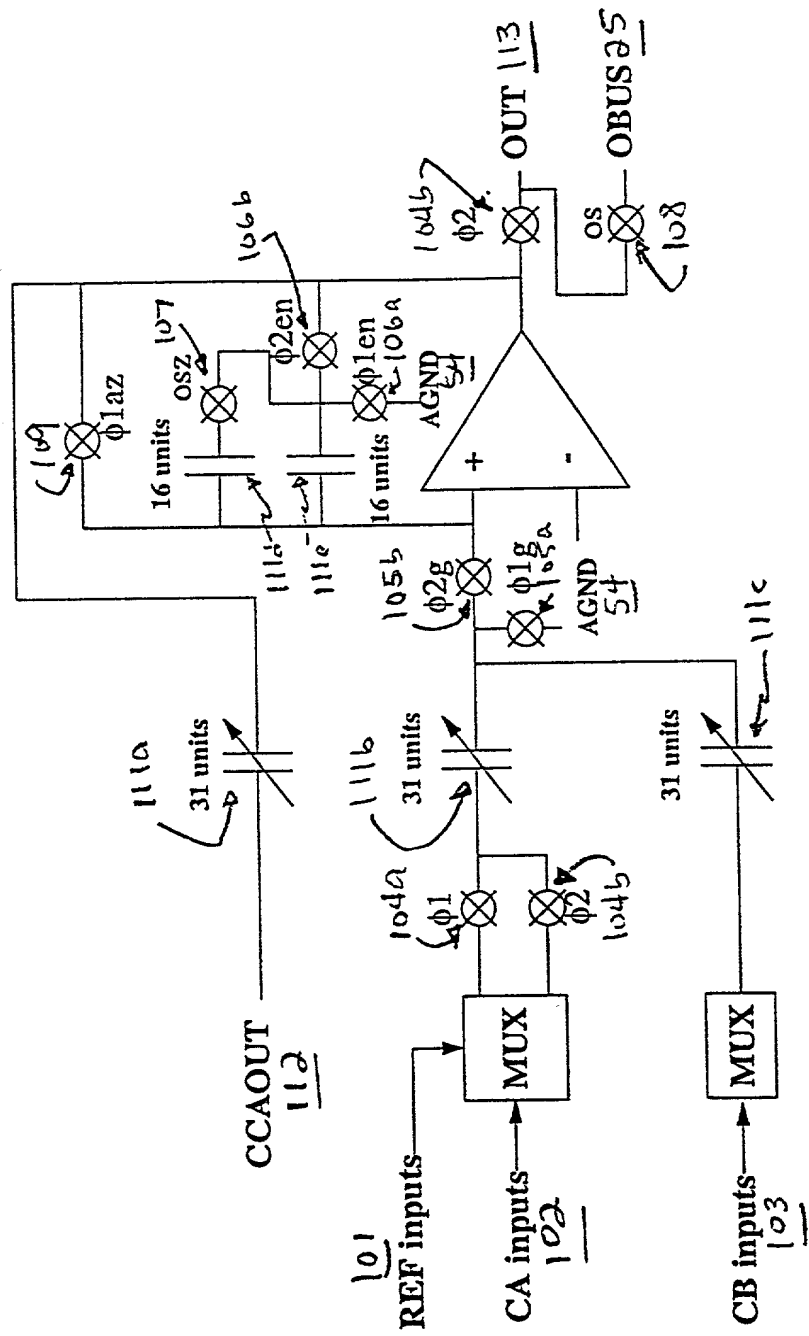 111a
31 units
CCAOUT
112
109
ϕ1az
16 units
osz
107
111d
111e
16 units
ϕ2en
106b
ϕ1en
106a
AGND
54
101
REF inputs
CA inputs
102
MUX
104a
ϕ1
ϕ2
104b
111b
31 units
105b
ϕ2g
ϕ1g
105a
AGND
54
+
-
104b
ϕ2
OUT 113
os
108
OBUS 25
CB inputs
103
MUX
31 units
111c